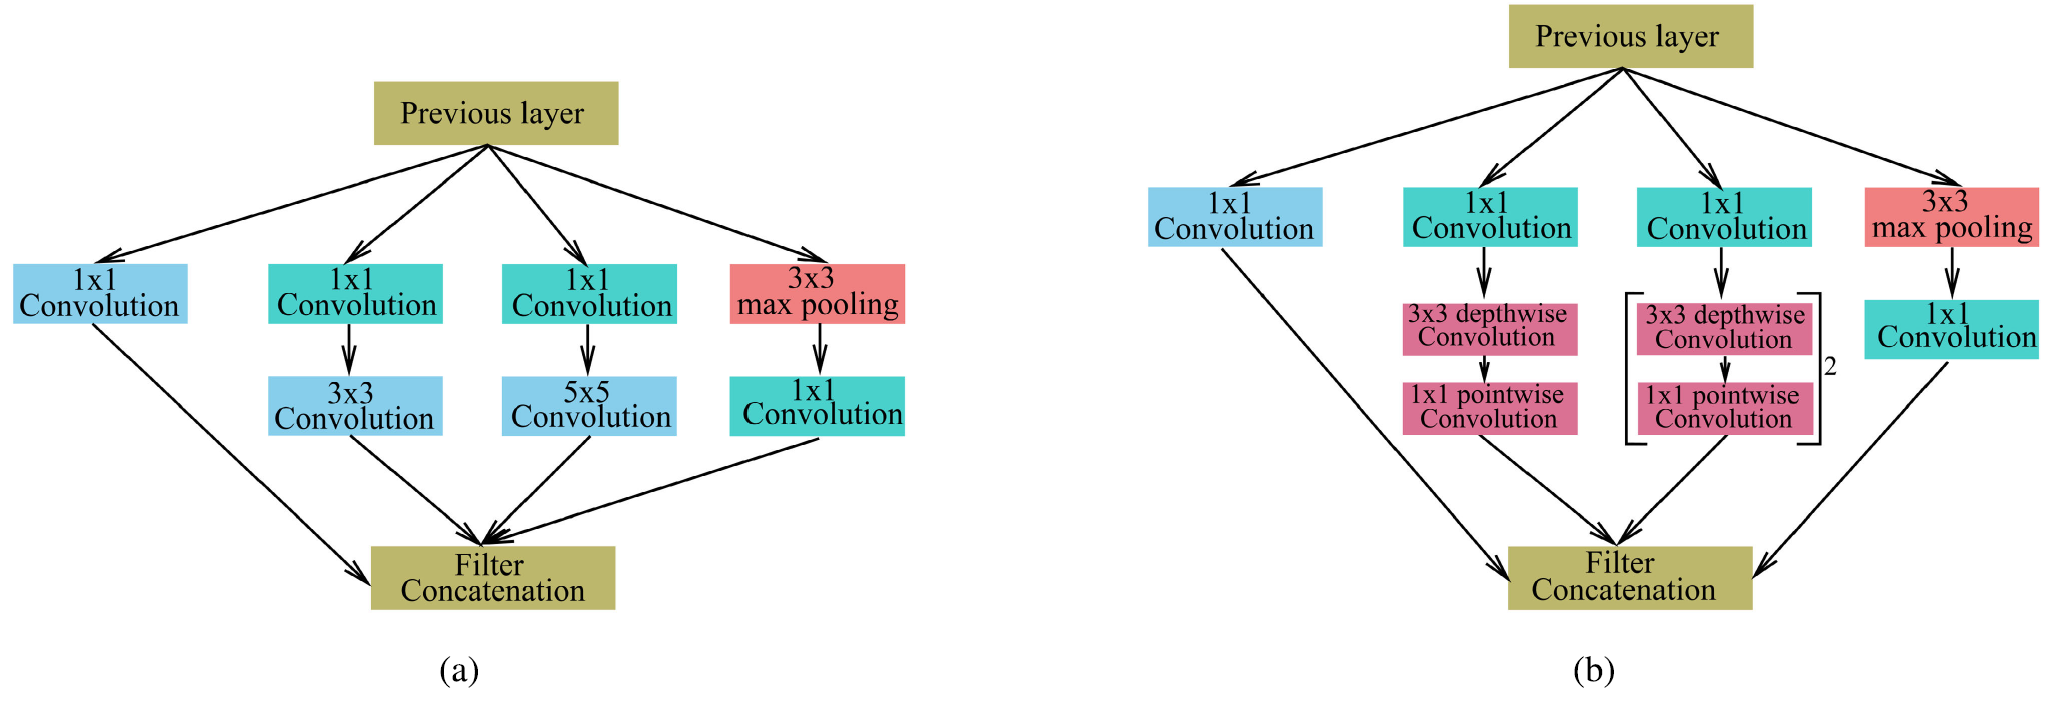 Previous layer
1x1
Convolution
1x1
Convolution
1x1
Convolution
3x3
max pooling
3x3
Convolution
5x5
Convolution
1x1
Convolution
Filter
Concatenation
(a)
Previous layer
1x1
Convolution
1x1
Convolution
1x1
Convolution
3x3
max pooling
3x3 depthwise
Convolution
3x3 depthwise
Convolution
1x1
Convolution
2
1x1 pointwise
Convolution
1x1 pointwise
Convolution
Filter
Concatenation
(b)